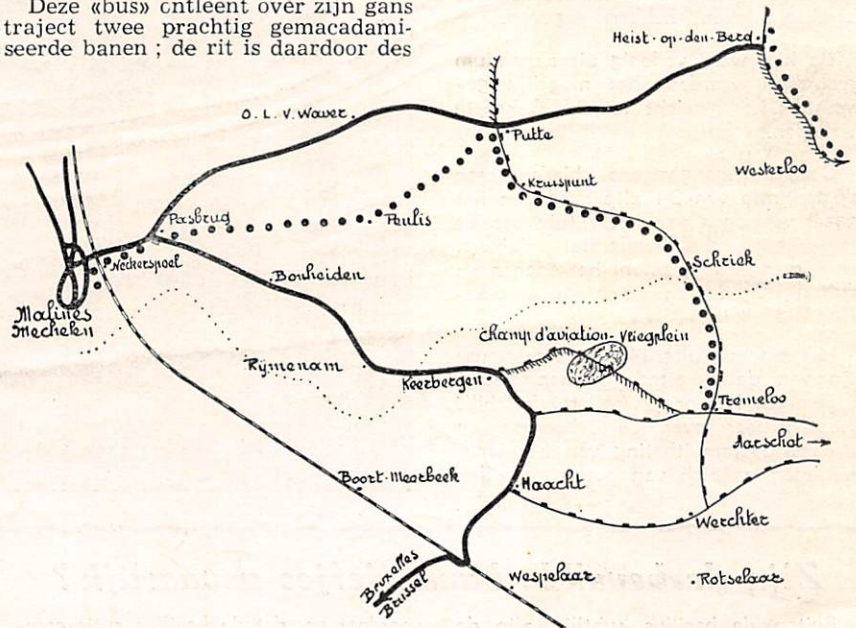 Deze «bus» ontleent over zijn gans
traject twee prachtig gemacadami-
seerde banen ; de rit is daardoor des
Heist-op-den-Berg
O. L. V. Waver
Putte
Westerloo
Kruispunt
Pasbrug
Peulis
Neckerspoel
Schriek
Bonheiden
Malines
Mechelen
Champ d'aviation-Vliegplein
Rijmenam
Keerbergen
Tremeloo
Aarschot →
Boort-Meerbeek
Haacht
Werchter
Bruxelles
Brussel
Wespelaar
Rotselaar